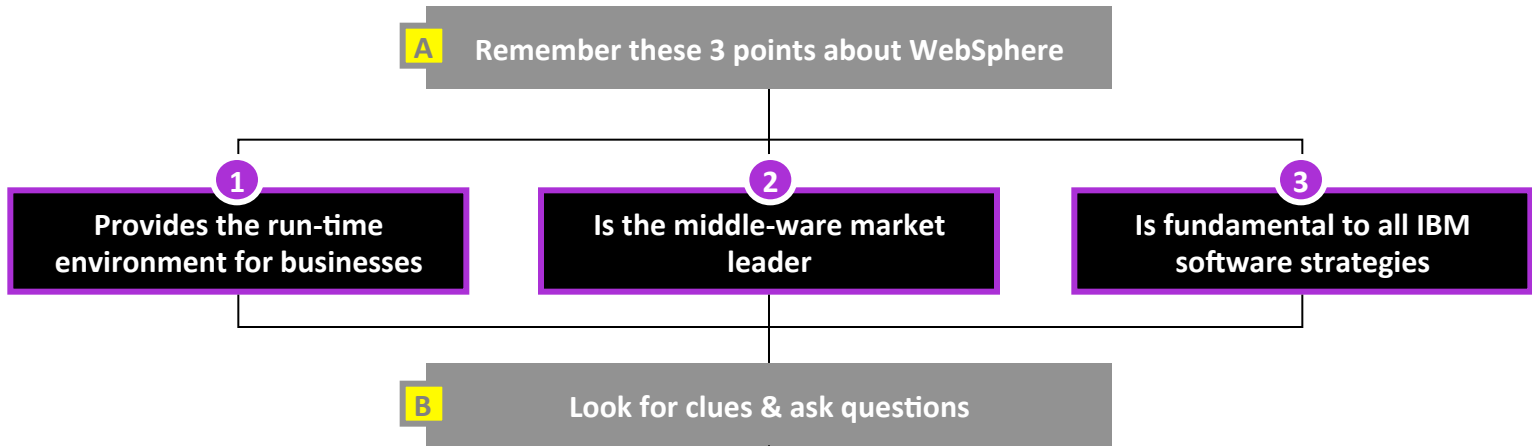 A
Remember these 3 points about WebSphere
1
Provides the run-time
environment for businesses
2
Is the middle-ware market
leader
3
Is fundamental to all IBM
software strategies
B
Look for clues & ask questions